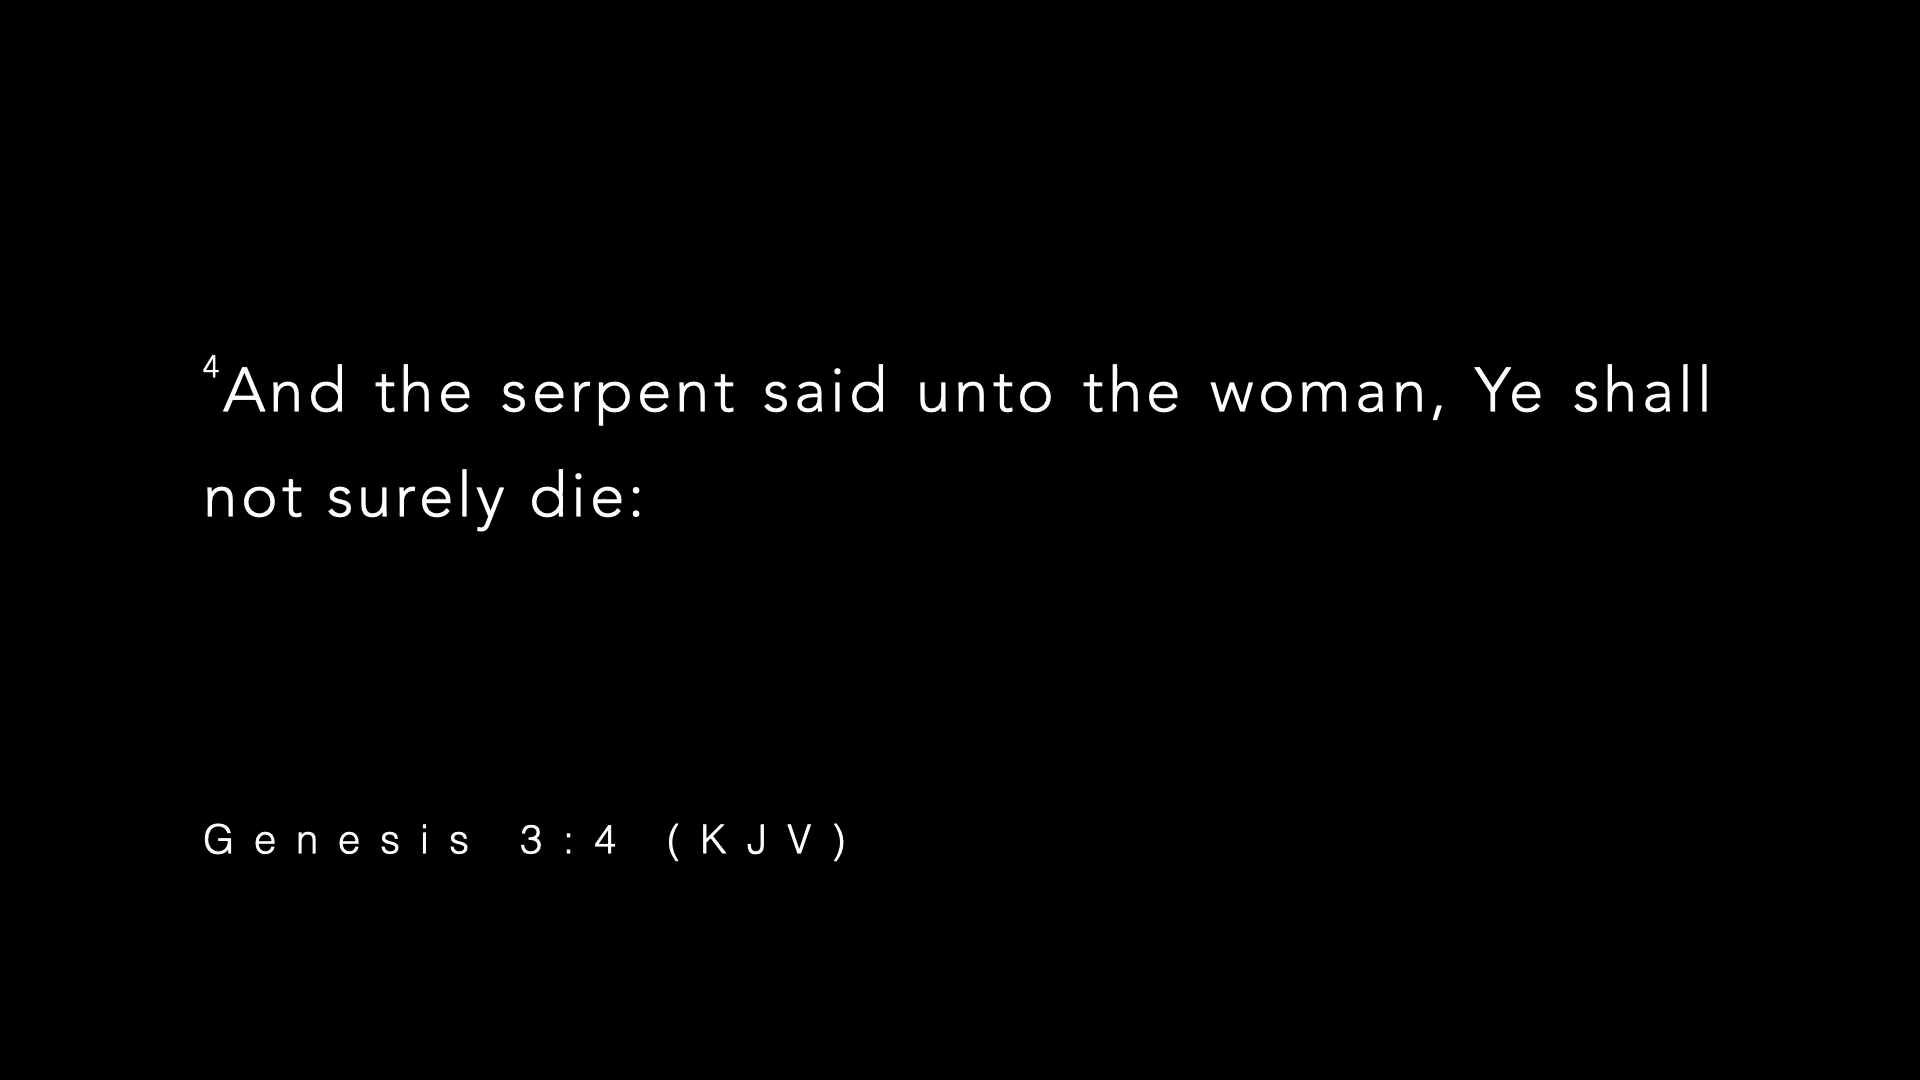 ⁴And the serpent said unto the woman, Ye shall
not surely die:
Genesis 3:4 (KJV)